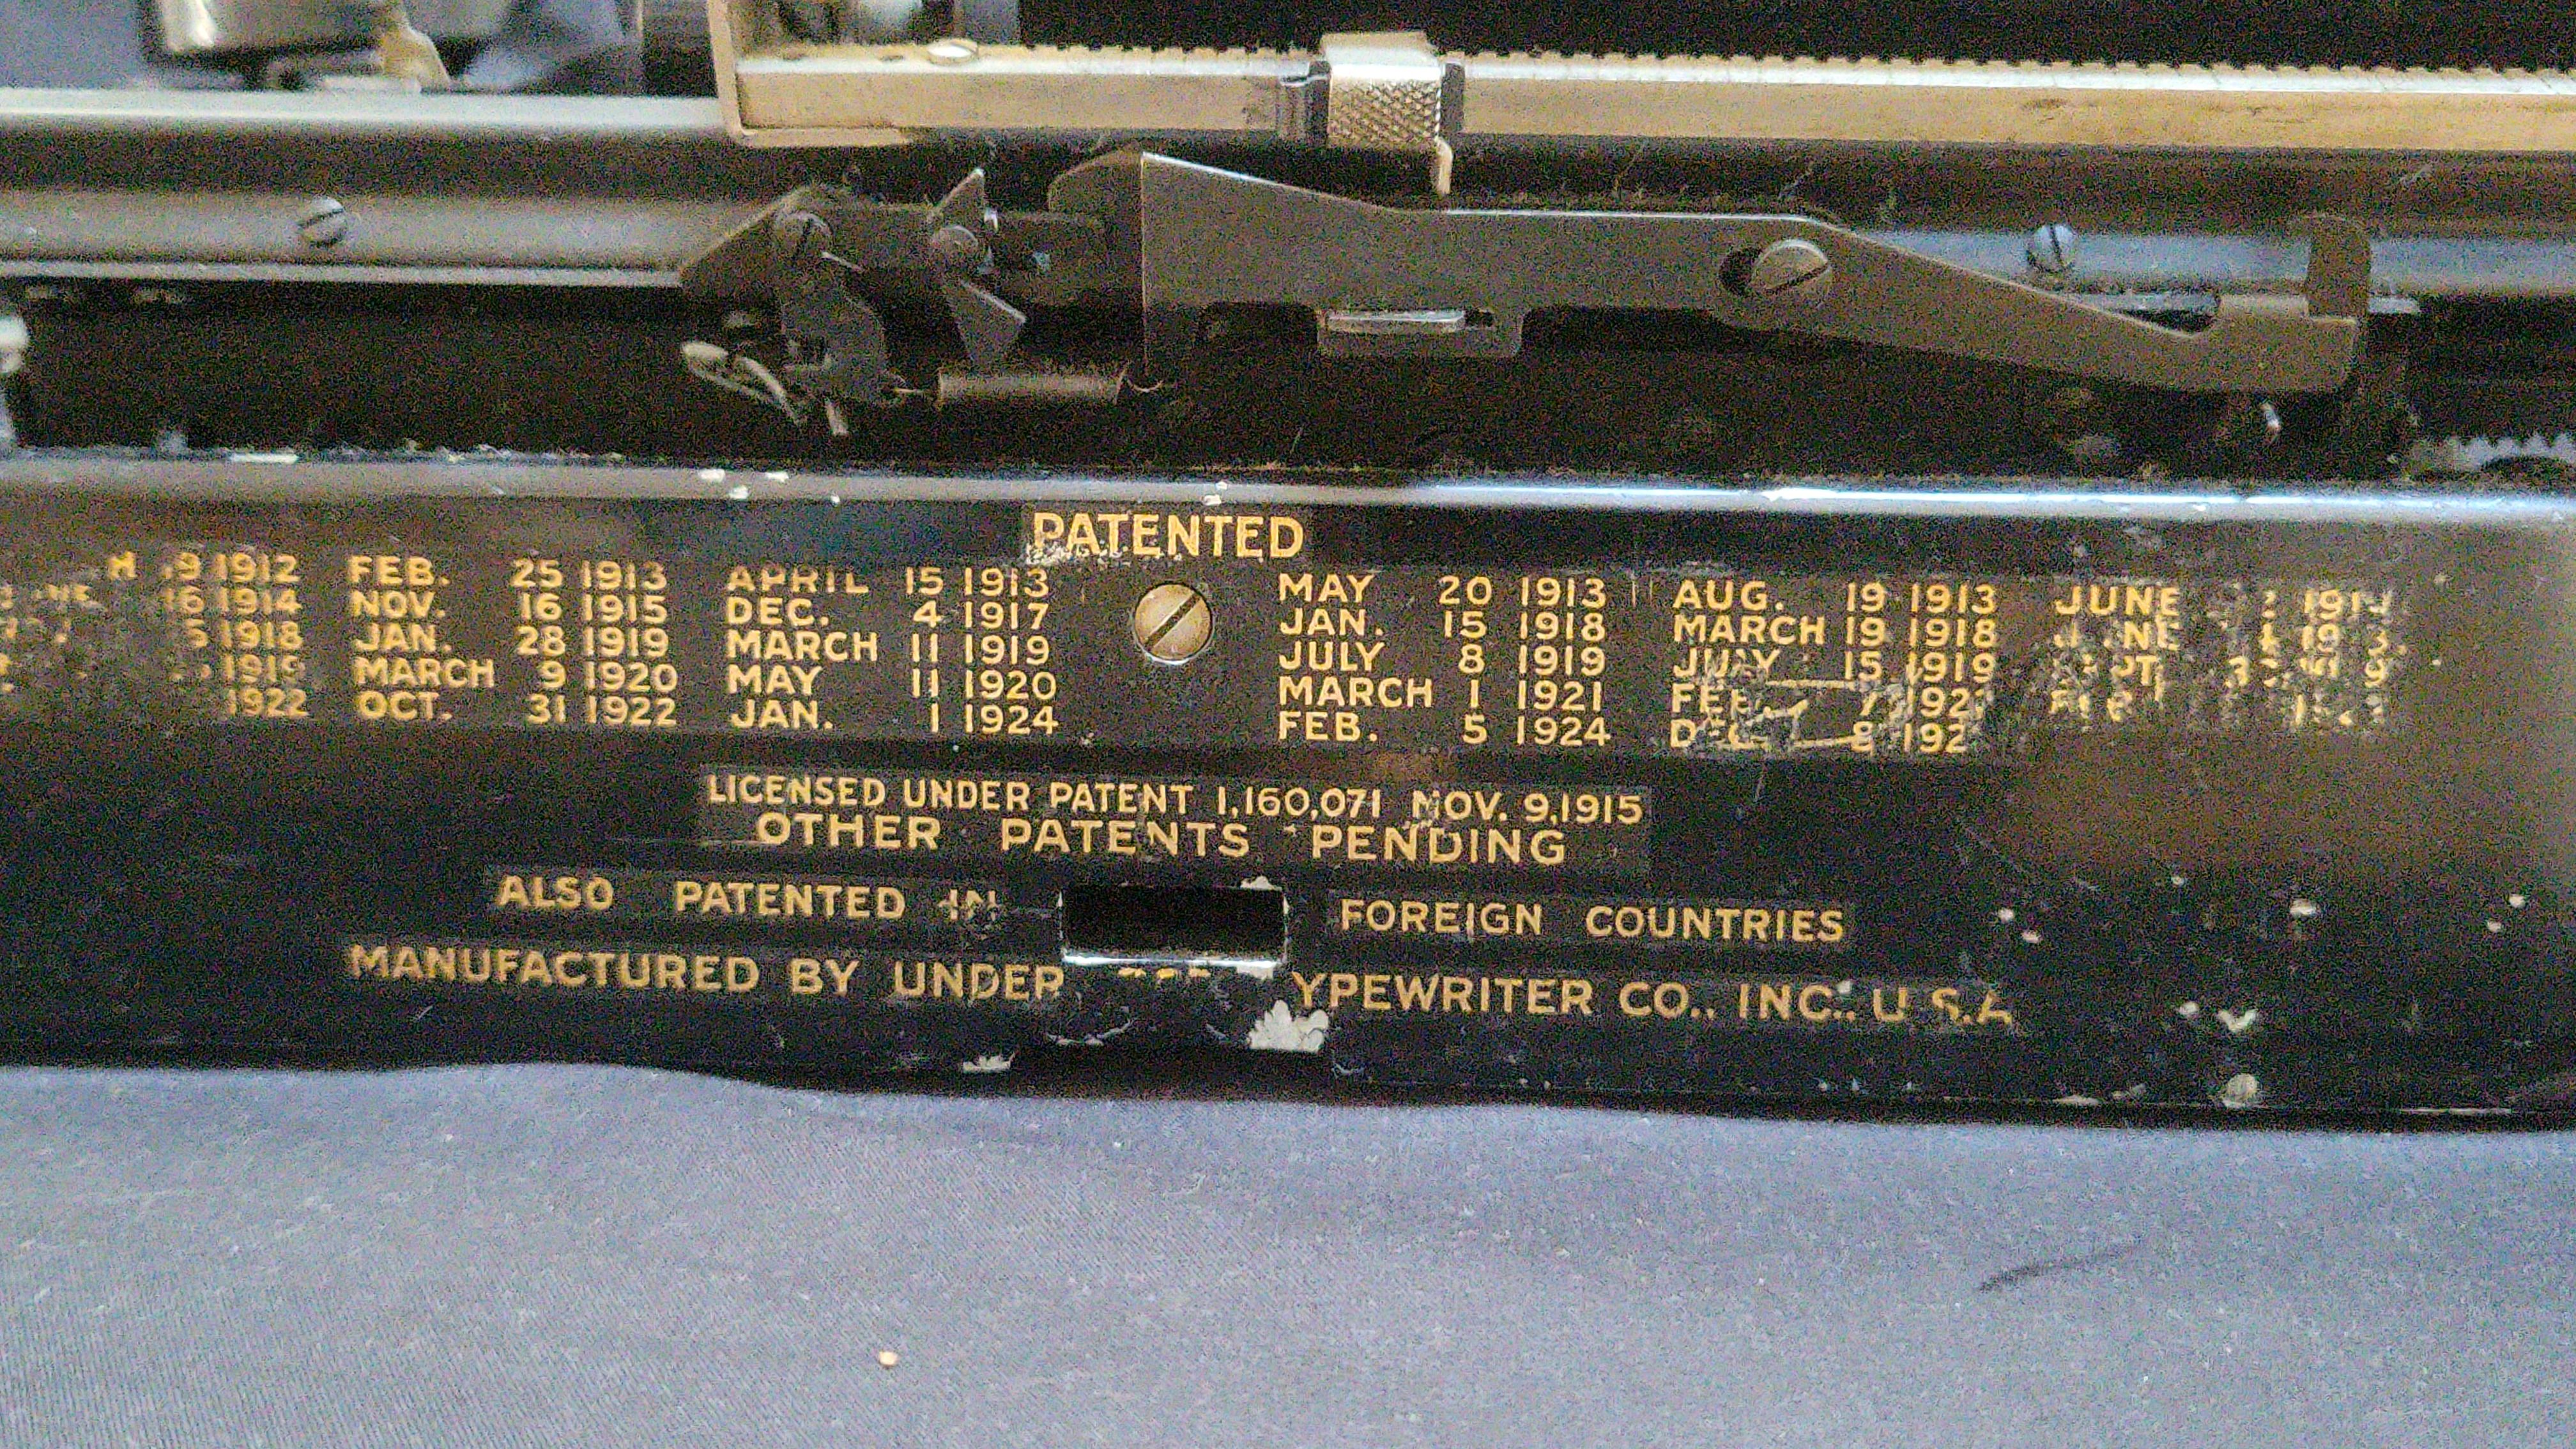 PATENTED
1912 FEB. 25 1913 APRIL 15 1913 MAY 20 1913 AUG. 19 1913 JUNE
16 1914 NOV. 16 1915 DEC. 4 1917 JAN. 15 1918 MARCH 19 1918
1918 JAN. 28 1919 MARCH 11 1919 JULY 8 1919 JULY 15 1919
1919 MARCH 9 1920 MAY 11 1920 MARCH 1 1921
1922 OCT. 31 1922 JAN. 1 1924 FEB. 5 1924
LICENSED UNDER PATENT 1,160,071 NOV. 9,1915
OTHER PATENTS PENDING
ALSO PATENTED IN FOREIGN COUNTRIES
MANUFACTURED BY CO., INC., U.S.A